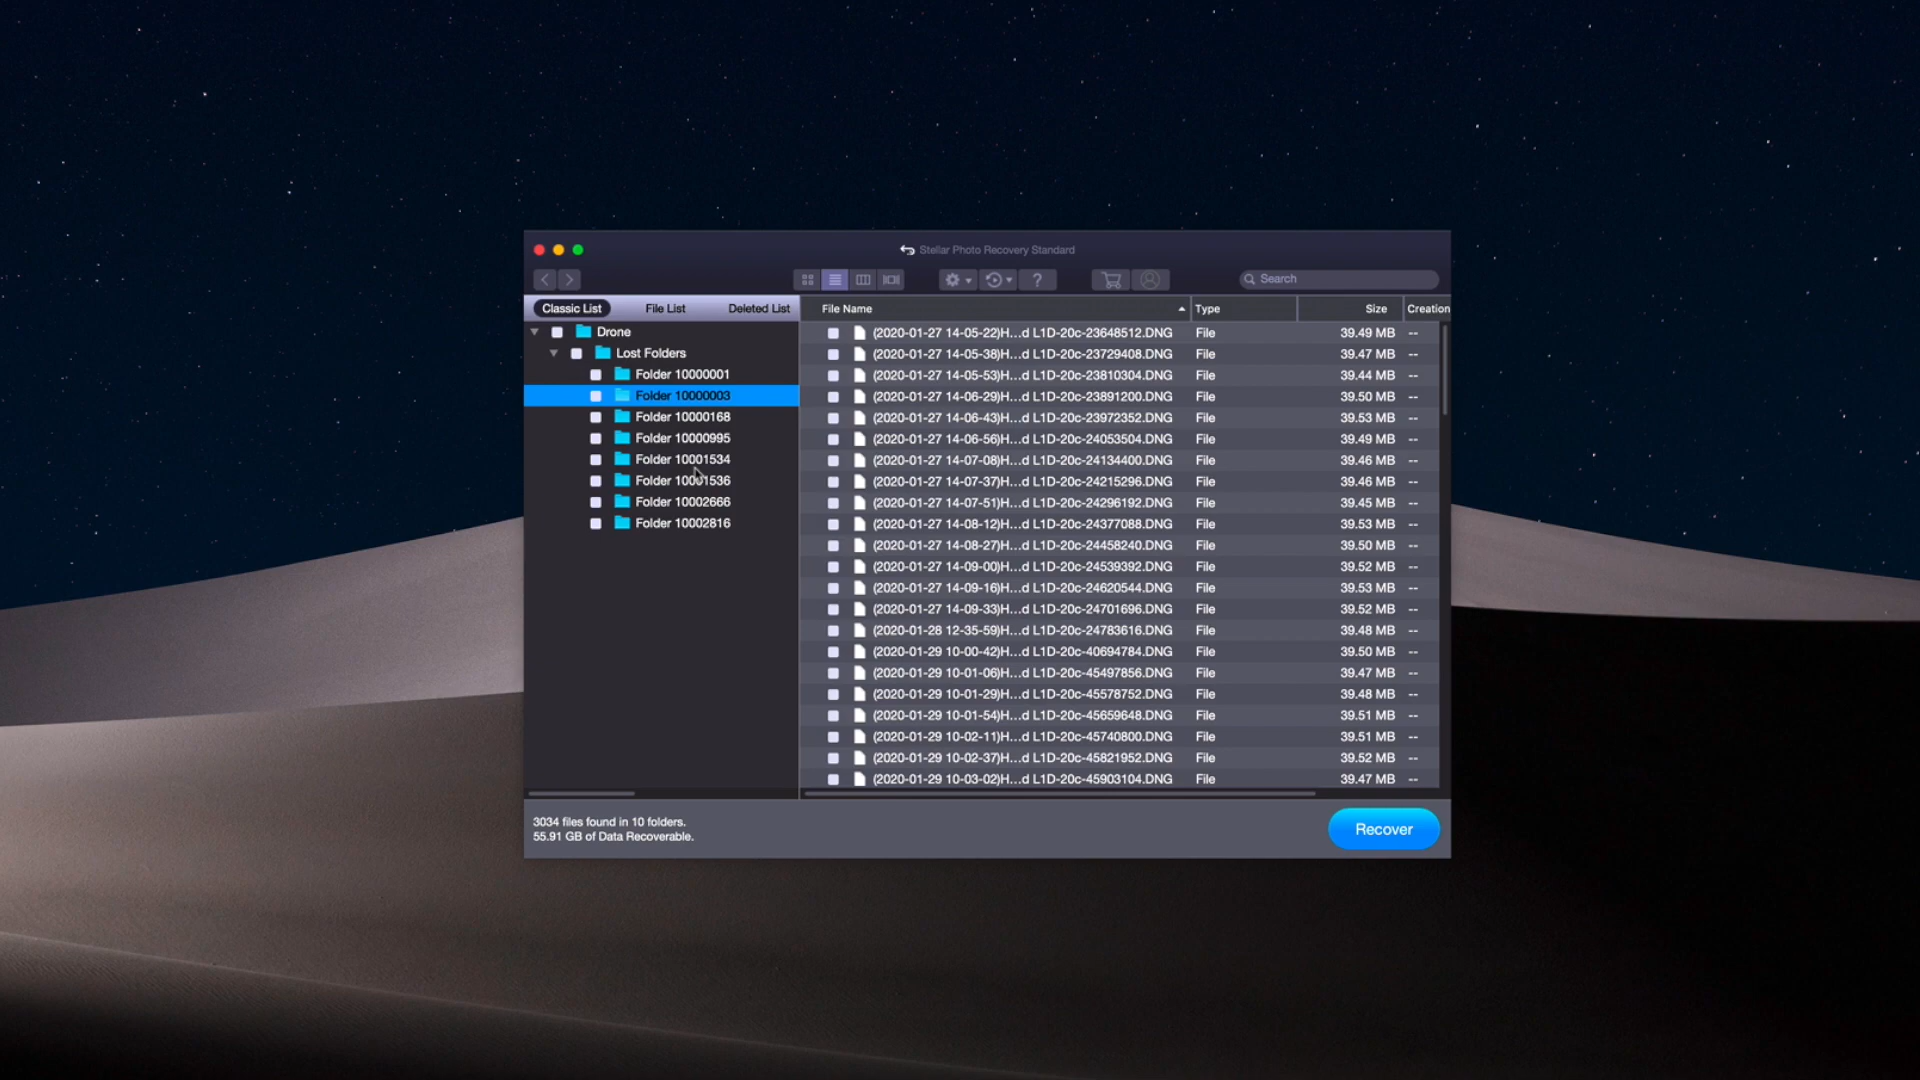 Stellar Photo Recovery Standard
? Search
Classic List File List Deleted List File Name Type Size Creation
Drone
Lost Folders
Folder 10000001
Folder 10000003
Folder 10000168
Folder 10000995
Folder 10001534
Folder 10001536
Folder 10002666
Folder 10002816
(2020-01-27 14-05-22)H...d L1D-20c-23648512.DNG File 39.49 MB --
(2020-01-27 14-05-38)H...d L1D-20c-23729408.DNG File 39.47 MB --
(2020-01-27 14-05-53)H...d L1D-20c-23810304.DNG File 39.44 MB --
(2020-01-27 14-06-29)H...d L1D-20c-23891200.DNG File 39.50 MB --
(2020-01-27 14-06-43)H...d L1D-20c-23972352.DNG File 39.53 MB --
(2020-01-27 14-06-56)H...d L1D-20c-24053504.DNG File 39.49 MB --
(2020-01-27 14-07-08)H...d L1D-20c-24134400.DNG File 39.46 MB --
(2020-01-27 14-07-37)H...d L1D-20c-24215296.DNG File 39.46 MB --
(2020-01-27 14-07-51)H...d L1D-20c-24296192.DNG File 39.45 MB --
(2020-01-27 14-08-12)H...d L1D-20c-24377088.DNG File 39.53 MB --
(2020-01-27 14-08-27)H...d L1D-20c-24458240.DNG File 39.50 MB --
(2020-01-27 14-09-00)H...d L1D-20c-24539392.DNG File 39.52 MB --
(2020-01-27 14-09-16)H...d L1D-20c-24620544.DNG File 39.53 MB --
(2020-01-27 14-09-33)H...d L1D-20c-24701696.DNG File 39.52 MB --
(2020-01-28 12-35-59)H...d L1D-20c-24783616.DNG File 39.48 MB --
(2020-01-29 10-00-42)H...d L1D-20c-40694784.DNG File 39.50 MB --
(2020-01-29 10-01-06)H...d L1D-20c-45497856.DNG File 39.47 MB --
(2020-01-29 10-01-29)H...d L1D-20c-45578752.DNG File 39.48 MB --
(2020-01-29 10-01-54)H...d L1D-20c-45659648.DNG File 39.51 MB --
(2020-01-29 10-02-11)H...d L1D-20c-45740800.DNG File 39.51 MB --
(2020-01-29 10-02-37)H...d L1D-20c-45821952.DNG File 39.52 MB --
(2020-01-29 10-03-02)H...d L1D-20c-45903104.DNG File 39.47 MB --
3034 files found in 10 folders.
55.91 GB of Data Recoverable.
Recover